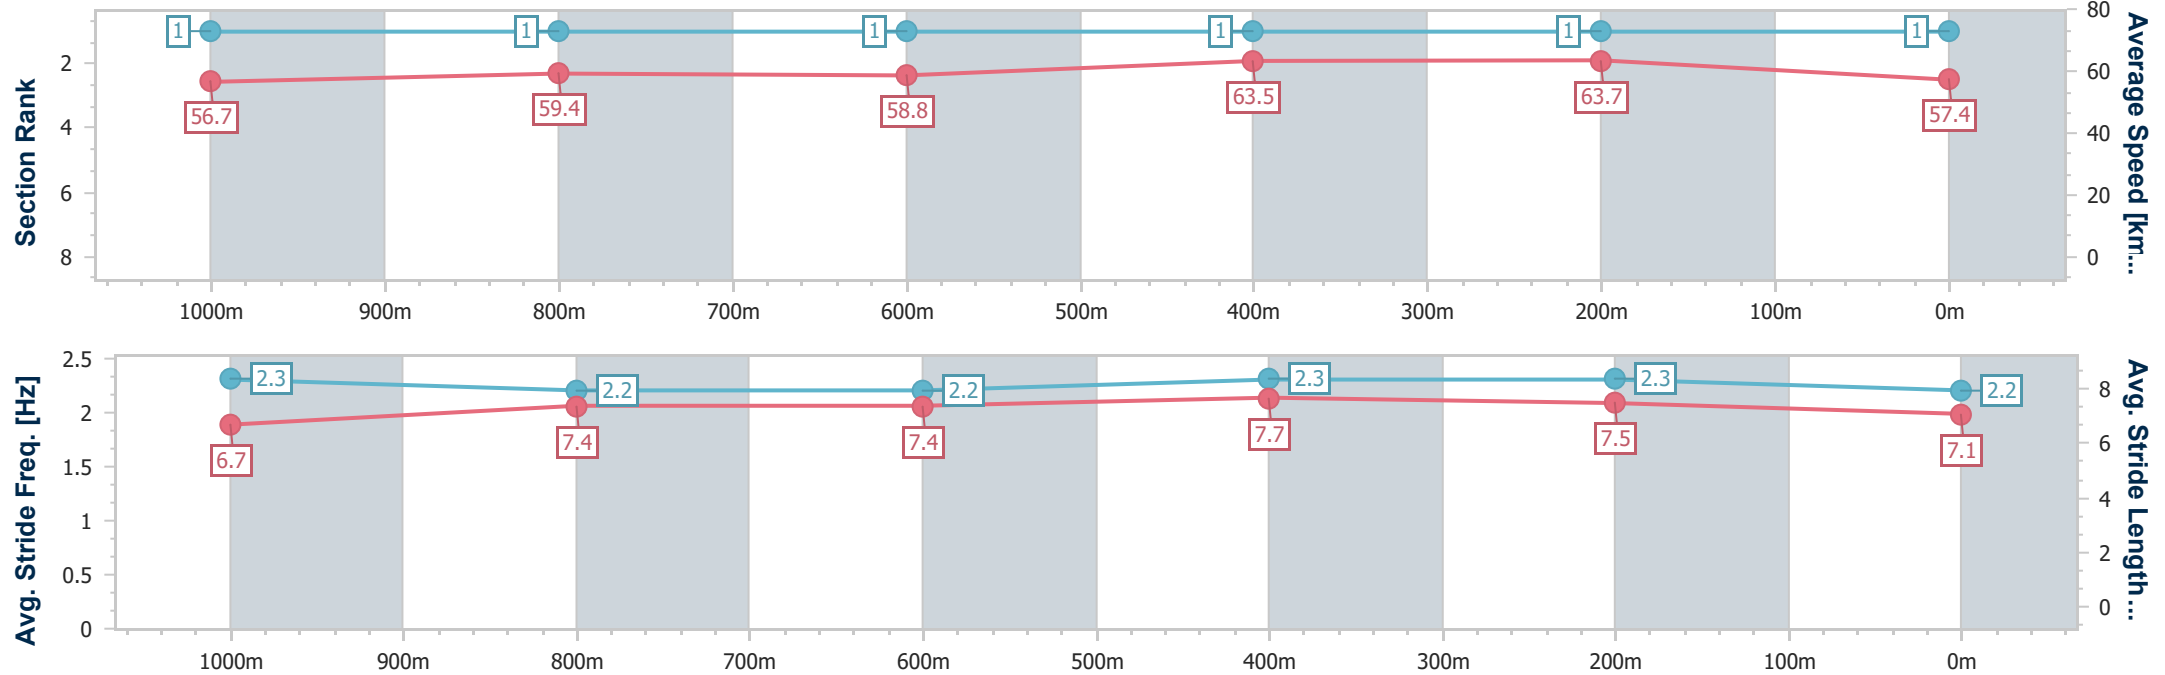 Section Rank
2
4
6
8
1
1
1
1
1
1
56.7
59.4
58.8
63.5
63.7
57.4
80
60
40
20
0
Average Speed [km...
1000m
900m
800m
700m
600m
500m
400m
300m
200m
100m
0m
Avg. Stride Freq. [Hz]
2.5
2
1.5
1
0.5
0
2.3
2.2
2.2
2.3
2.3
2.2
6.7
7.4
7.4
7.7
7.5
7.1
8
6
4
2
0
Avg. Stride Length ...
1000m
900m
800m
700m
600m
500m
400m
300m
200m
100m
0m